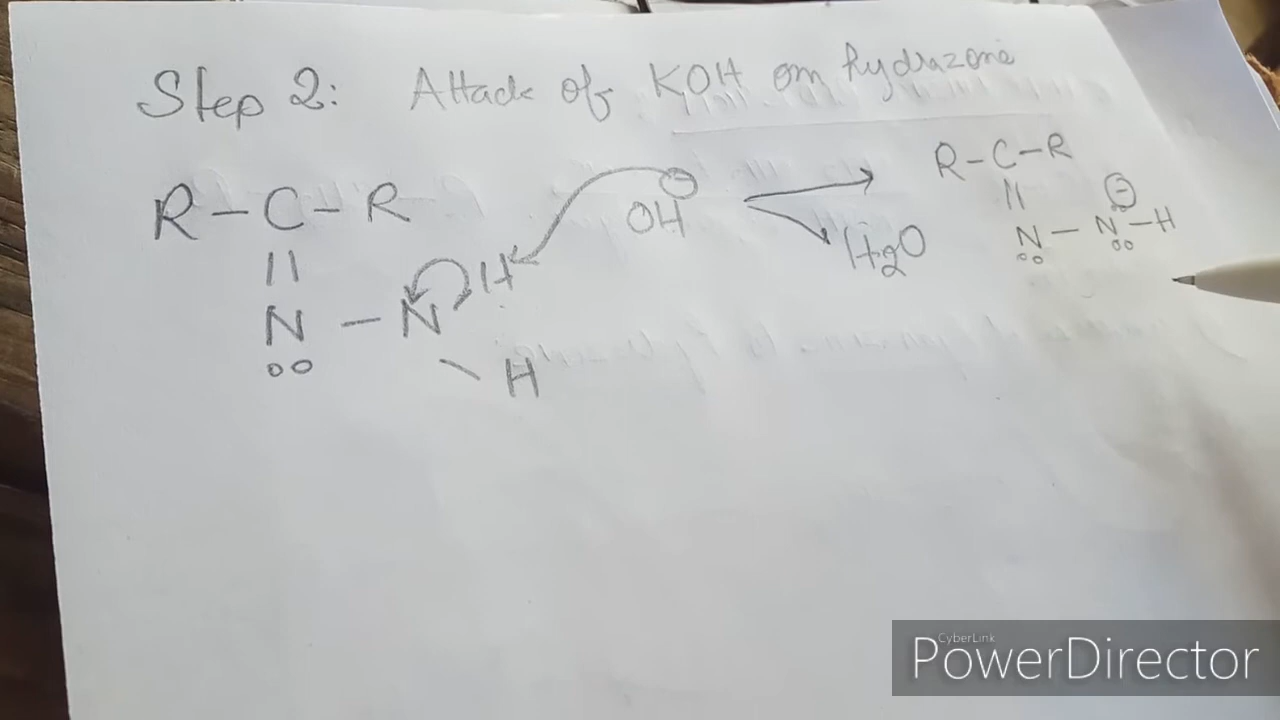 Step 2: Attack of KOH on hydrazone
R-C-R
||
N - N
H
H
OH
⊖
H2O
R-C-R
||
N - N - H
⊖
CyberLink
PowerDirector